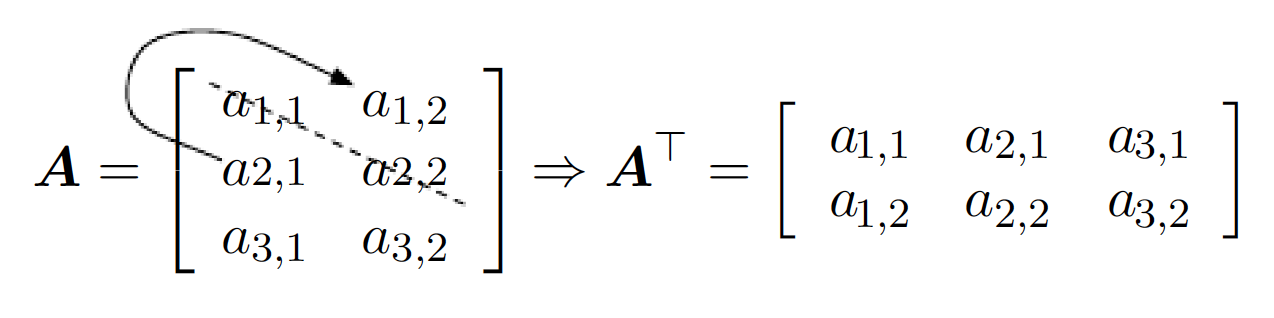 A = [ a1,1 a1,2
a2,1 a2,2
a3,1 a3,2 ] ⇒ A⊤ = [ a1,1 a2,1 a3,1
a1,2 a2,2 a3,2 ]